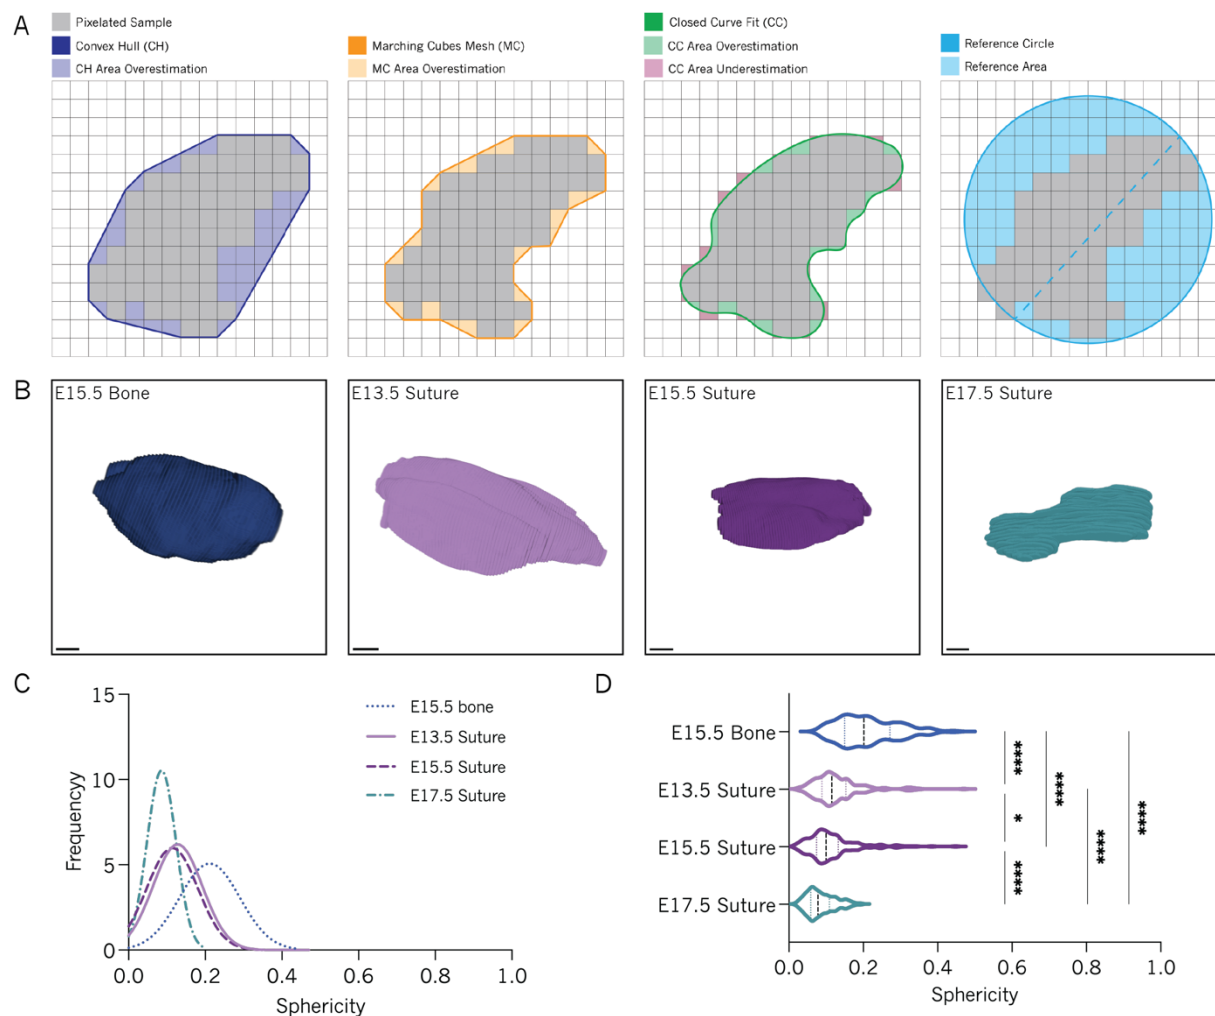 A
Pixelated Sample
Convex Hull (CH)
CH Area Overestimation
Marching Cubes Mesh (MC)
MC Area Overestimation
Closed Curve Fit (CC)
CC Area Overestimation
CC Area Underestimation
Reference Circle
Reference Area
B
E15.5 Bone
E13.5 Suture
E15.5 Suture
E17.5 Suture
C
15
10
5
0
Frequencyy
0.0 0.2 0.4 0.6 0.8 1.0
Sphericity
E15.5 bone
E13.5 Suture
E15.5 Suture
E17.5 Suture
D
E15.5 Bone
E13.5 Suture
E15.5 Suture
E17.5 Suture
****
*
****
****
****
****
0.0 0.2 0.4 0.6 0.8 1.0
Sphericity